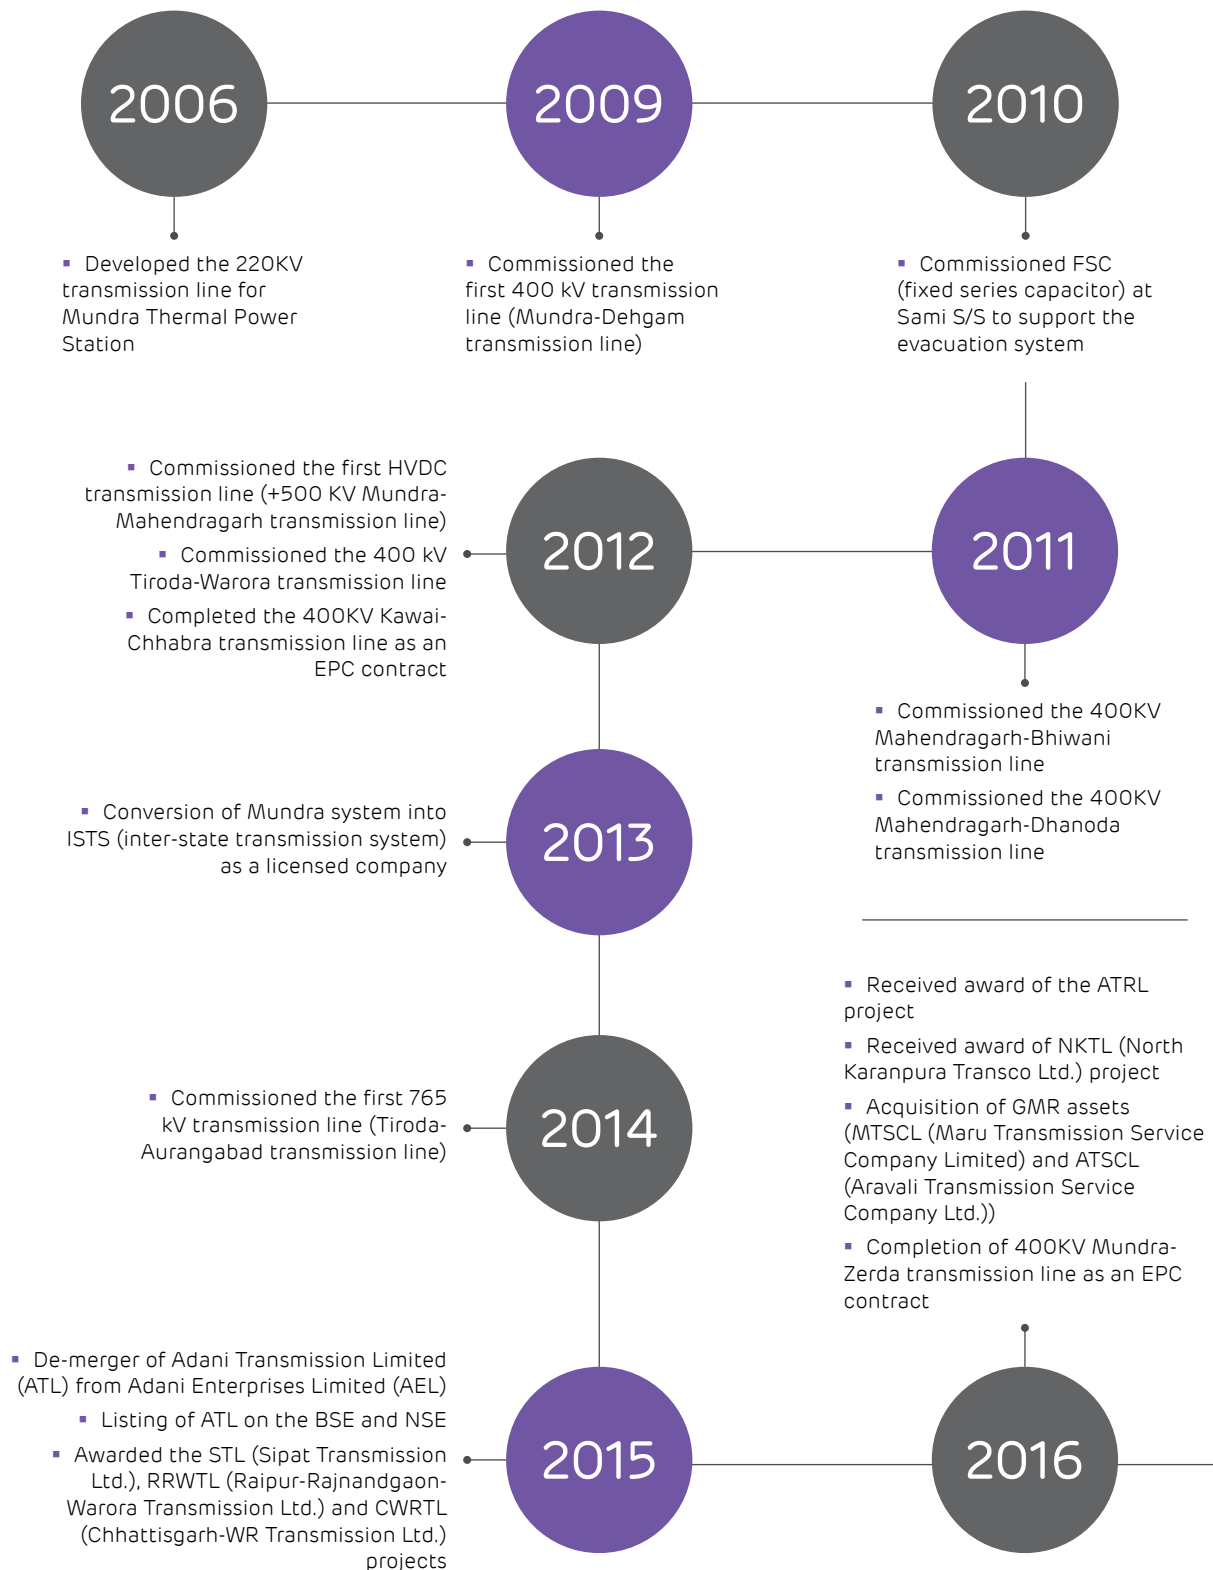 2006
2009
2010
▪ Developed the 220KV
transmission line for
Mundra Thermal Power
Station
▪ Commissioned the
first 400 kV transmission
line (Mundra-Dehgam
transmission line)
▪ Commissioned FSC
(fixed series capacitor) at
Sami S/S to support the
evacuation system
2011
▪ Commissioned the 400KV
Mahendragarh-Bhiwani
transmission line
▪ Commissioned the 400KV
Mahendragarh-Dhanoda
transmission line
2012
▪ Commissioned the first HVDC
transmission line (+500 KV Mundra-
Mahendragarh transmission line)
▪ Commissioned the 400 kV
Tiroda-Warora transmission line
▪ Completed the 400KV Kawai-
Chhabra transmission line as an
EPC contract
2013
▪ Conversion of Mundra system into
ISTS (inter-state transmission system)
as a licensed company
2014
▪ Commissioned the first 765
kV transmission line (Tiroda-
Aurangabad transmission line)
2015
▪ De-merger of Adani Transmission Limited
(ATL) from Adani Enterprises Limited (AEL)
▪ Listing of ATL on the BSE and NSE
▪ Awarded the STL (Sipat Transmission
Ltd.), RRWTL (Raipur-Rajnandgaon-
Warora Transmission Ltd.) and CWRTL
(Chhattisgarh-WR Transmission Ltd.)
projects
2016
▪ Received award of the ATRL
project
▪ Received award of NKTL (North
Karanpura Transco Ltd.) project
▪ Acquisition of GMR assets
(MTSCL (Maru Transmission Service
Company Limited) and ATSCL
(Aravali Transmission Service
Company Ltd.))
▪ Completion of 400KV Mundra-
Zerda transmission line as an EPC
contract